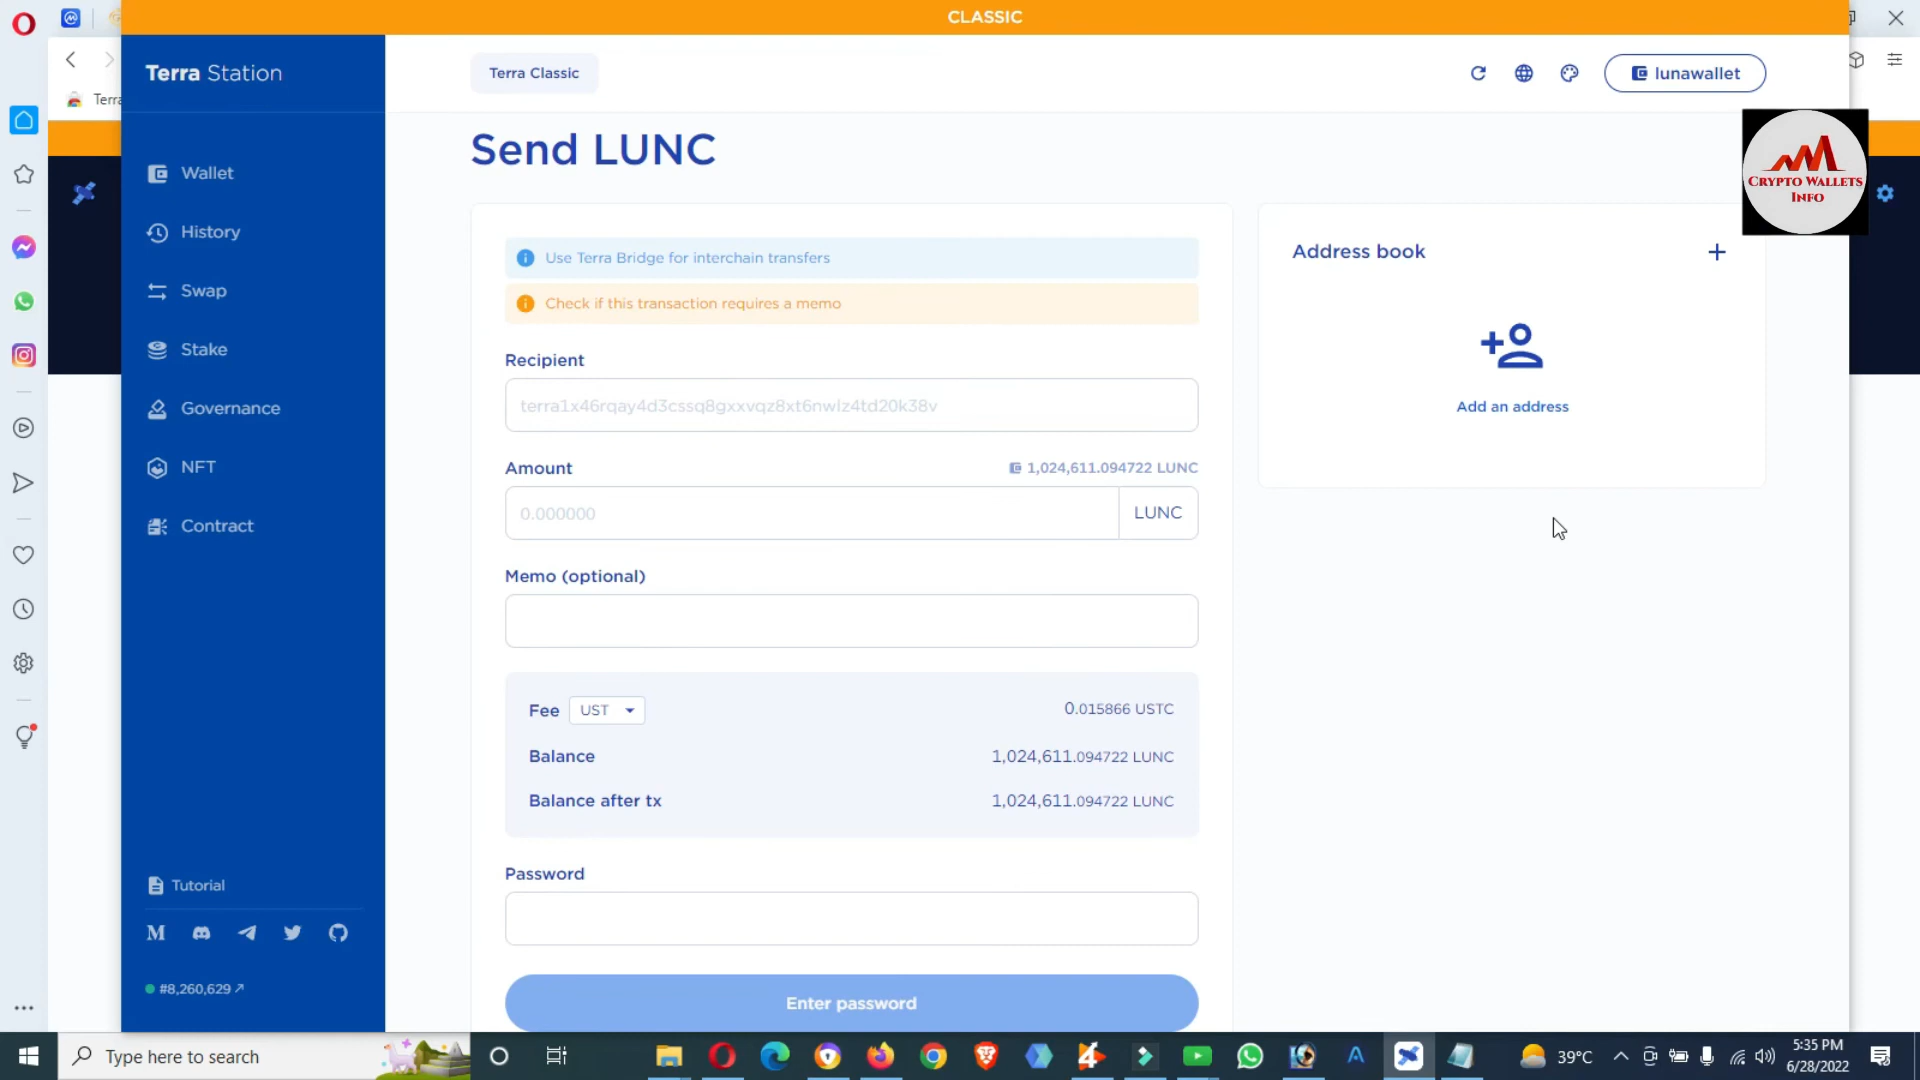 CLASSIC
Terra Station
Terra Classic
lunawallet
Terra
CRYPTO WALLETS
INFO
Wallet
History
Swap
Stake
Governance
NFT
Contract
Send LUNC
Use Terra Bridge for interchain transfers
Check if this transaction requires a memo
Recipient
terra1x46rqay4d3cssq8gxxvqz8xt6nwlz4td20k38v
Amount
1,024,611.094722 LUNC
0.000000
LUNC
Memo (optional)
Fee UST 0.015866 USTC
Balance 1,024,611.094722 LUNC
Balance after tx 1,024,611.094722 LUNC
Password
Enter password
Address book
Add an address
Tutorial
#8,260,629
Type here to search
39°C
5:35 PM
6/28/2022